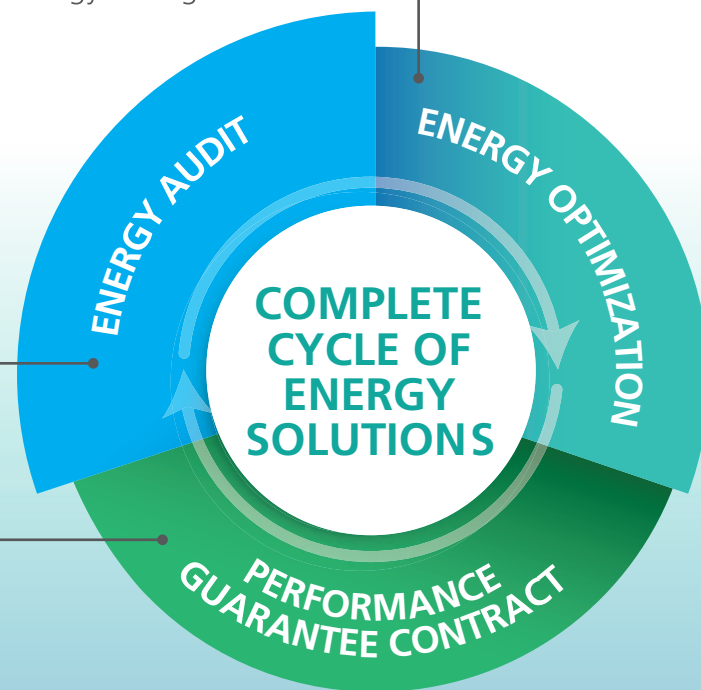 ENERGY AUDIT
ENERGY OPTIMIZATION
COMPLETE
CYCLE OF
ENERGY
SOLUTIONS
PERFORMANCE
GUARANTEE CONTRACT